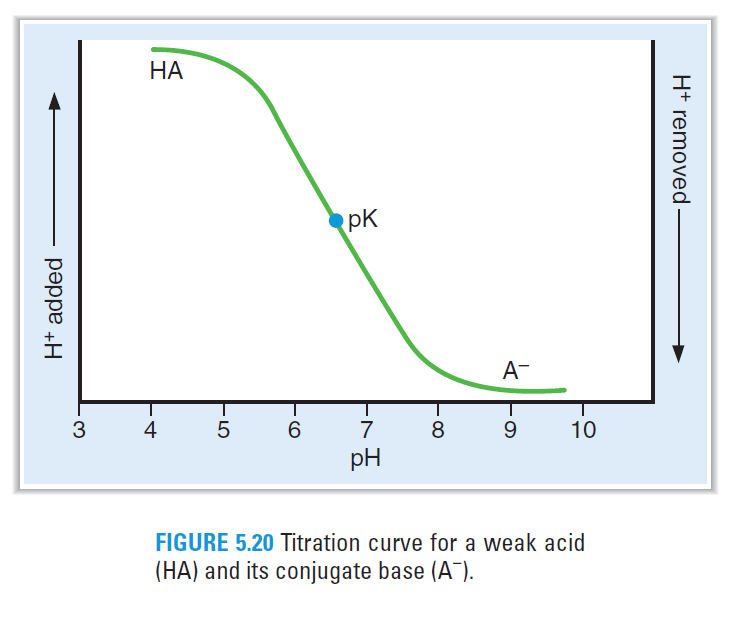 HA
H+ removed
pK
H+ added
A−
3 4 5 6 7 8 9 10
pH
FIGURE 5.20 Titration curve for a weak acid
(HA) and its conjugate base (A−).